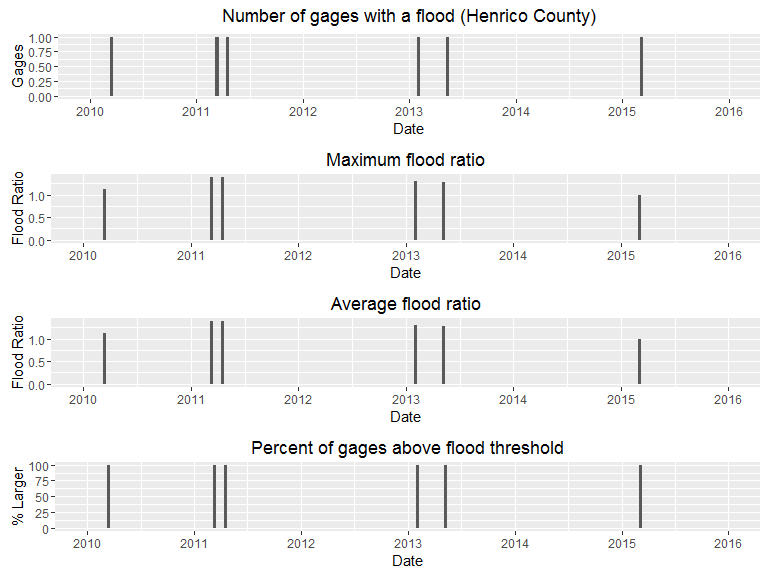 Number of gages with a flood (Henrico County)
Gages
1.00
0.75
0.50
0.25
0.00
2010 2011 2012 2013 2014 2015 2016
Date
Maximum flood ratio
Flood Ratio
1.0
0.5
0.0
2010 2011 2012 2013 2014 2015 2016
Date
Average flood ratio
Flood Ratio
1.0
0.5
0.0
2010 2011 2012 2013 2014 2015 2016
Date
Percent of gages above flood threshold
% Larger
100
75
50
25
0
2010 2011 2012 2013 2014 2015 2016
Date